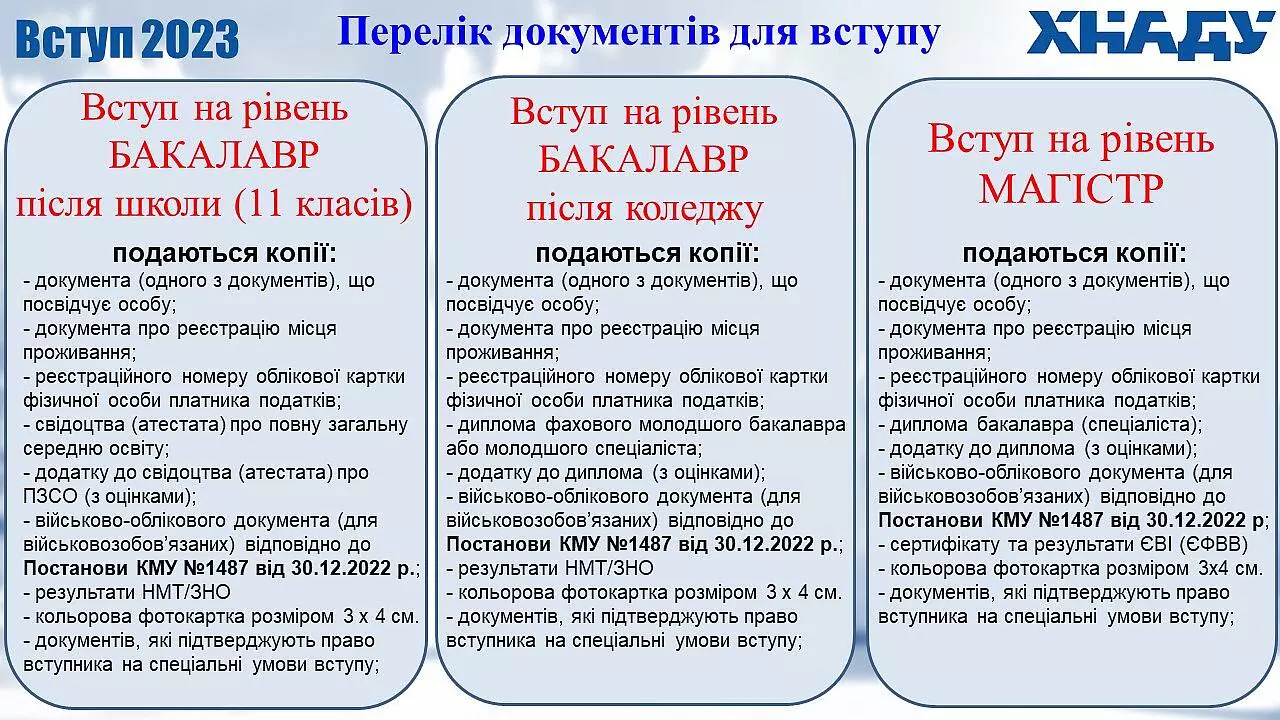 Вступ 2023
Перелік документів для вступу
ХНАДУ
Вступ на рівень
БАКАЛАВР
після школи (11 класів)
подаються копії:
- документа (одного з документів), що
посвідчує особу;
- документа про реєстрацію місця
проживання;
- реєстраційного номеру облікової картки
фізичної особи платника податків;
- свідоцтва (атестата) про повну загальну
середню освіту;
- додатку до свідоцтва (атестата) про
ПЗСО (з оцінками);
- військово-облікового документа (для
військовозобов’язаних) відповідно до
Постанови КМУ №1487 від 30.12.2022 р.;
- результати НМТ/ЗНО
- кольорова фотокартка розміром 3 х 4 см.
- документів, які підтверджують право
вступника на спеціальні умови вступу;
Вступ на рівень
БАКАЛАВР
після коледжу
подаються копії:
- документа (одного з документів), що
посвідчує особу;
- документа про реєстрацію місця
проживання;
- реєстраційного номеру облікової картки
фізичної особи платника податків;
- диплома фахового молодшого бакалавра
або молодшого спеціаліста;
- додатку до диплома (з оцінками);
- військово-облікового документа (для
військовозобов’язаних) відповідно до
Постанови КМУ №1487 від 30.12.2022 р.;
- результати НМТ/ЗНО
- кольорова фотокартка розміром 3 х 4 см.
- документів, які підтверджують право
вступника на спеціальні умови вступу;
Вступ на рівень
МАГІСТР
подаються копії:
- документа (одного з документів), що
посвідчує особу;
- документа про реєстрацію місця
проживання;
- реєстраційного номеру облікової картки
фізичної особи платника податків;
- диплома бакалавра (спеціаліста);
- додатку до диплома (з оцінками);
- військово-облікового документа (для
військовозобов’язаних) відповідно до
Постанови КМУ №1487 від 30.12.2022 р;
- сертифікату та результати ЄВІ (ЄФВВ)
- кольорова фотокартка розміром 3х4 см.
- документів, які підтверджують право
вступника на спеціальні умови вступу;